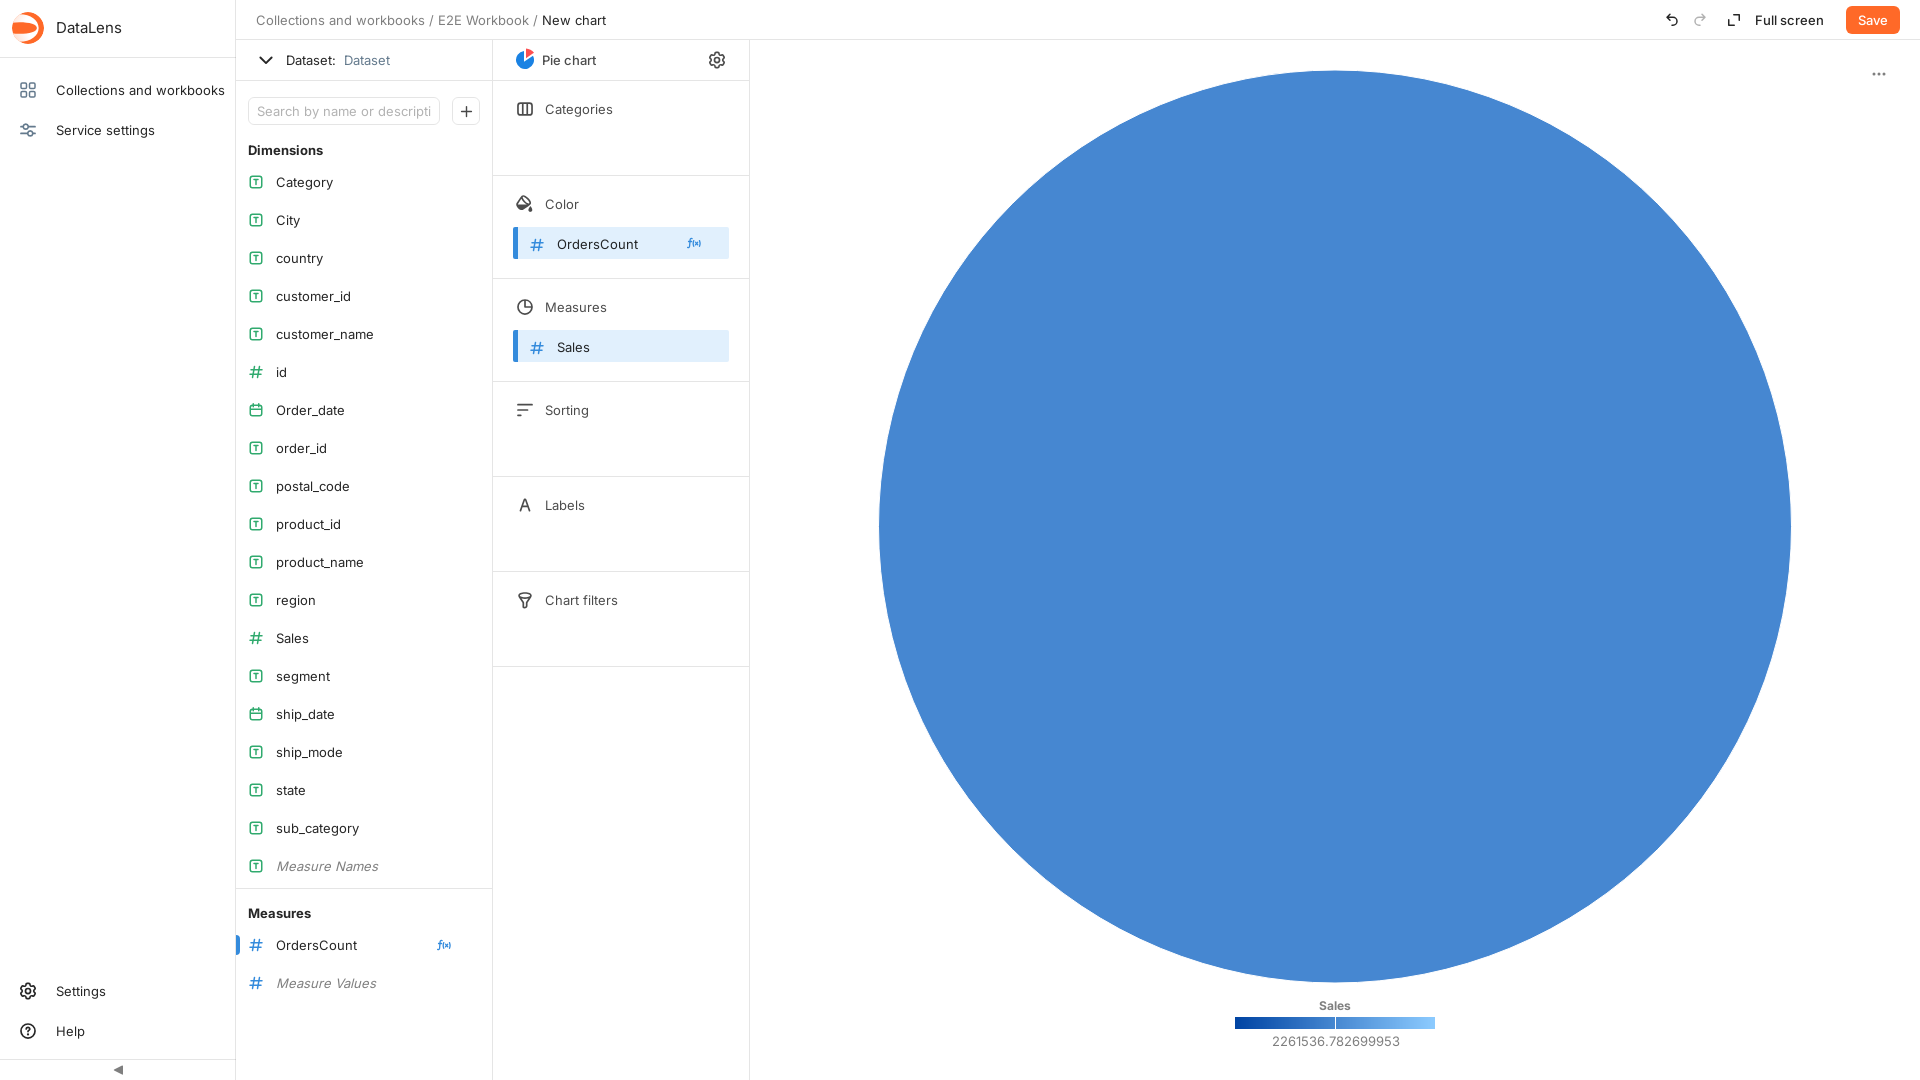 DataLens
Collections and workbooks
Service settings
Settings
Help
Collections and workbooks / E2E Workbook / New chart
Full screen
Save
Dataset: Dataset
Search by name or descripti
Dimensions
Category
City
country
customer_id
customer_name
id
Order_date
order_id
postal_code
product_id
product_name
region
Sales
segment
ship_date
ship_mode
state
sub_category
Measure Names
Measures
OrdersCount
f(x)
Measure Values
Pie chart
Categories
Color
OrdersCount
f(x)
Measures
Sales
Sorting
Labels
Chart filters
Sales
2261536.782699953